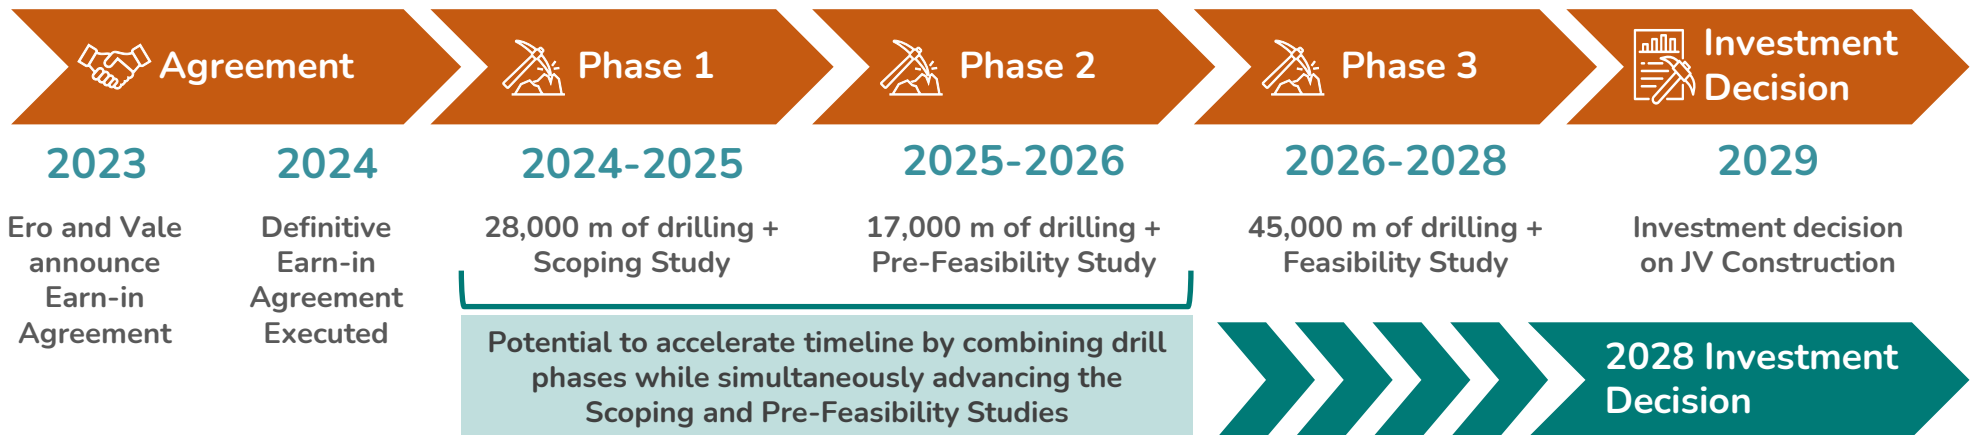 Agreement
Phase 1
Phase 2
Phase 3
Investment
Decision
2023
2024
2024-2025
2025-2026
2026-2028
2029
Ero and Vale
announce
Earn-in
Agreement
Definitive
Earn-in
Agreement
Executed
28,000 m of drilling +
Scoping Study
17,000 m of drilling +
Pre-Feasibility Study
45,000 m of drilling +
Feasibility Study
Investment decision
on JV Construction
Potential to accelerate timeline by combining drill
phases while simultaneously advancing the
Scoping and Pre-Feasibility Studies
2028 Investment
Decision